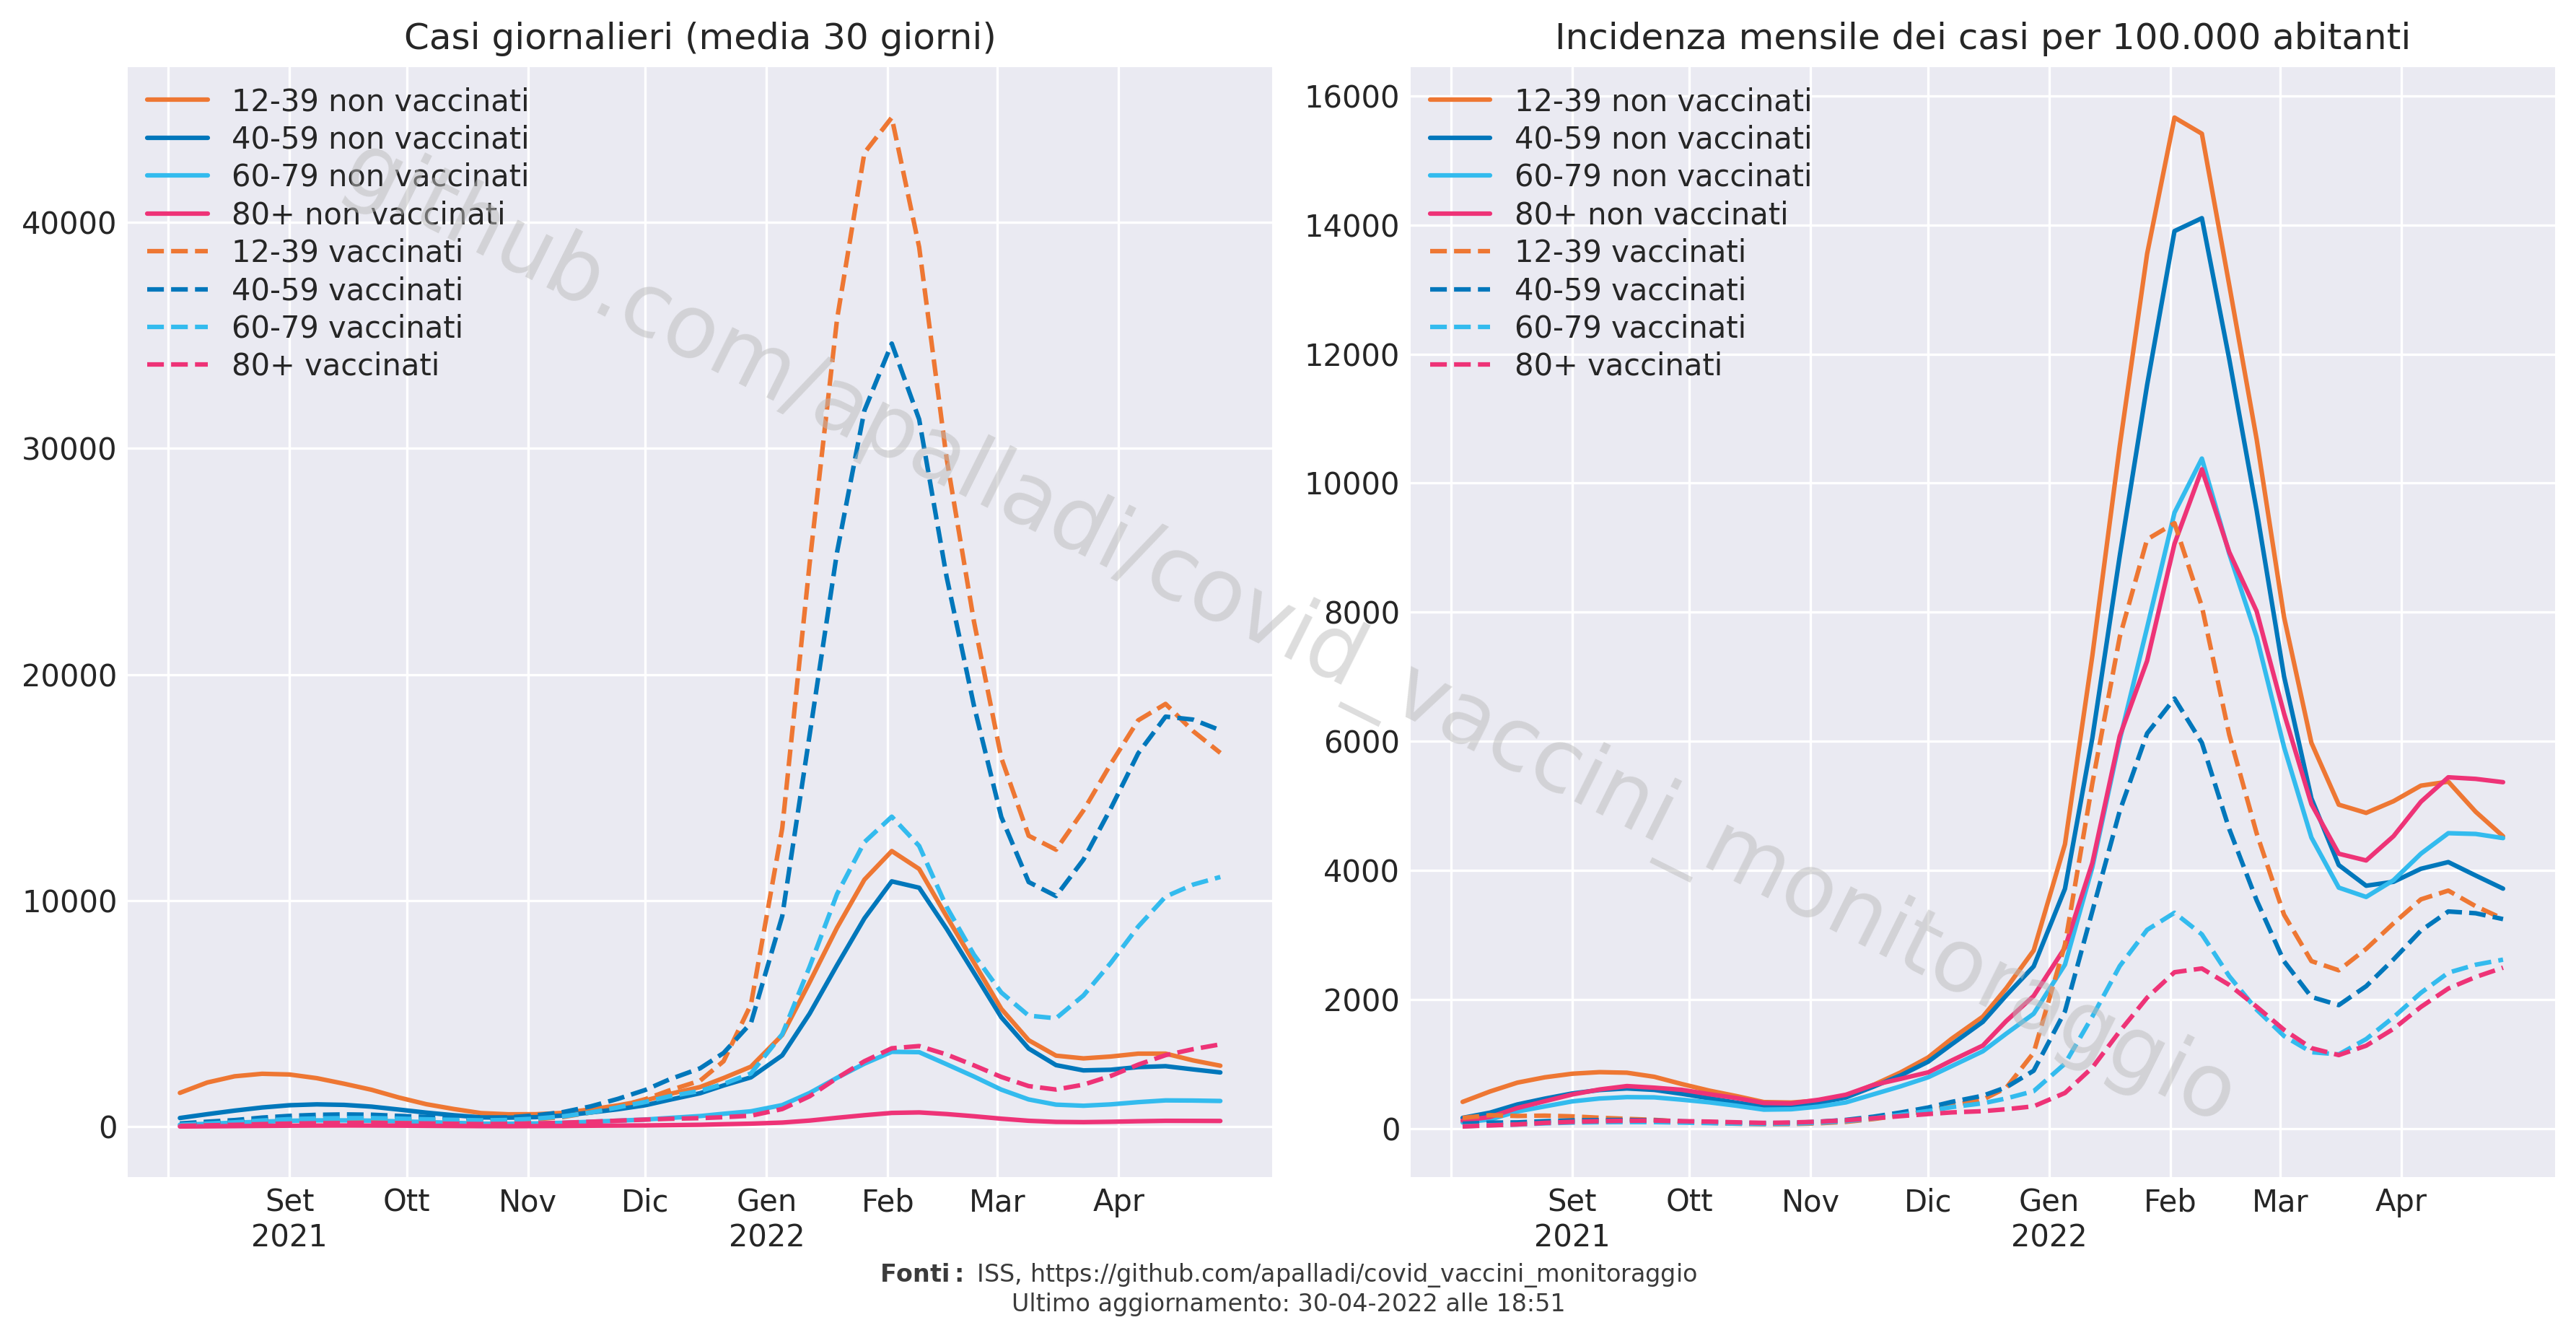 Casi giornalieri (media 30 giorni)
12-39 non vaccinati
40-59 non vaccinati
60-79 non vaccinati
80+ non vaccinati
12-39 vaccinati
40-59 vaccinati
60-79 vaccinati
80+ vaccinati
40000
30000
20000
10000
0
Set
2021
Ott
Nov
Dic
Gen
2022
Feb
Mar
Apr
Incidenza mensile dei casi per 100.000 abitanti
12-39 non vaccinati
40-59 non vaccinati
60-79 non vaccinati
80+ non vaccinati
12-39 vaccinati
40-59 vaccinati
60-79 vaccinati
80+ vaccinati
16000
14000
12000
10000
8000
6000
4000
2000
0
Set
2021
Ott
Nov
Dic
Gen
2022
Feb
Mar
Apr
github.com/apalladi/covid_vaccini_monitoraggio
Fonti: ISS, https://github.com/apalladi/covid_vaccini_monitoraggio
Ultimo aggiornamento: 30-04-2022 alle 18:51